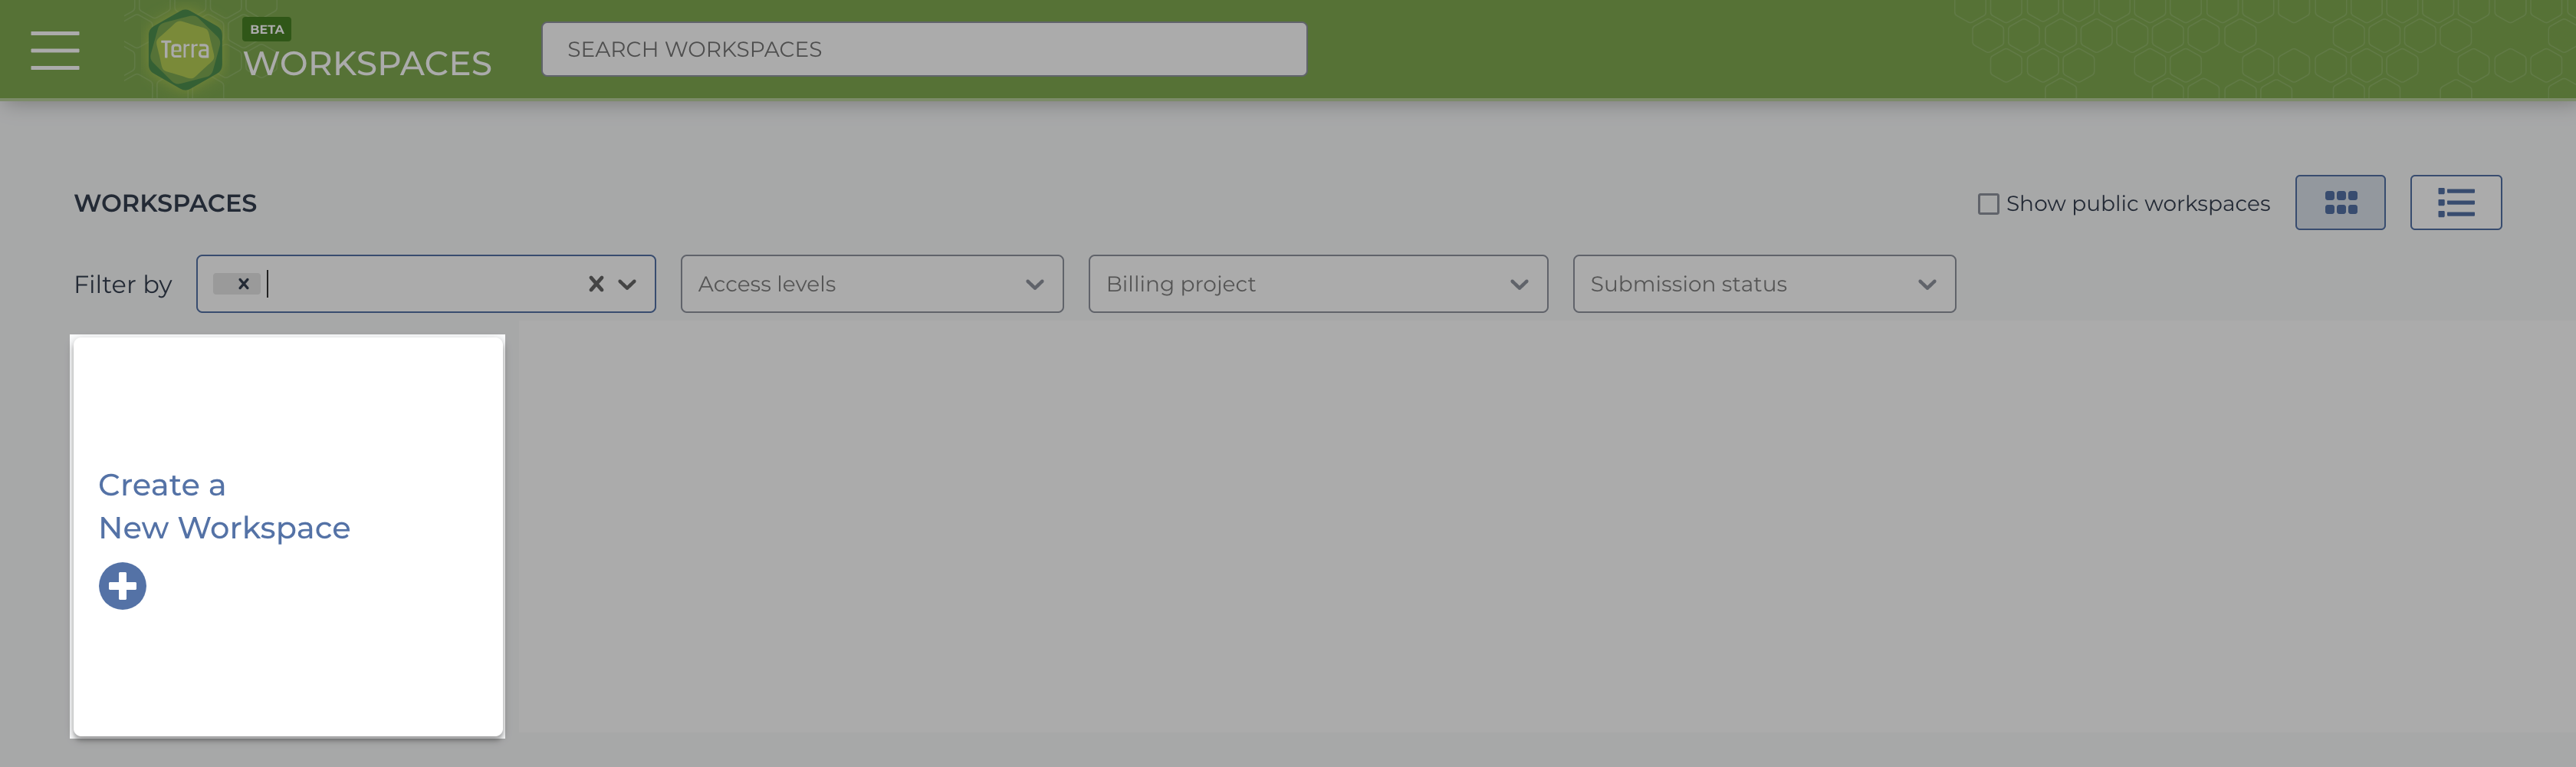 Terra
BETA
WORKSPACES
SEARCH WORKSPACES
WORKSPACES
Show public workspaces
Filter by
Access levels
Billing project
Submission status
Create a
New Workspace